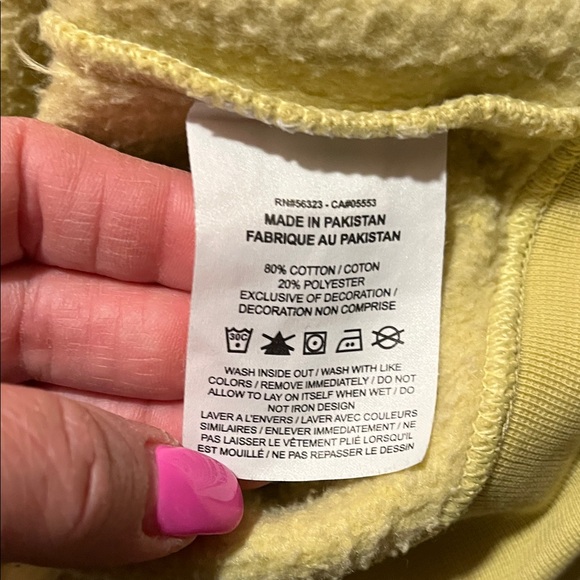 RN#56323 - CA#05553
MADE IN PAKISTAN
FABRIQUE AU PAKISTAN
80% COTTON / COTON
20% POLYESTER
EXCLUSIVE OF DECORATION /
DECORATION NON COMPRISE
30C
WASH INSIDE OUT / WASH WITH LIKE
COLORS / REMOVE IMMEDIATELY / DO NOT
ALLOW TO LAY ON ITSELF WHEN WET / DO
NOT IRON DESIGN
LAVER A L'ENVERS / LAVER AVEC COULEURS
SIMILAIRES / ENLEVER IMMEDIATEMENT / NE
PAS LAISSER LE VÊTEMENT PLIÉ LORSQU'IL
EST MOUILLÉ / NE PAS REPASSER LE DESSIN